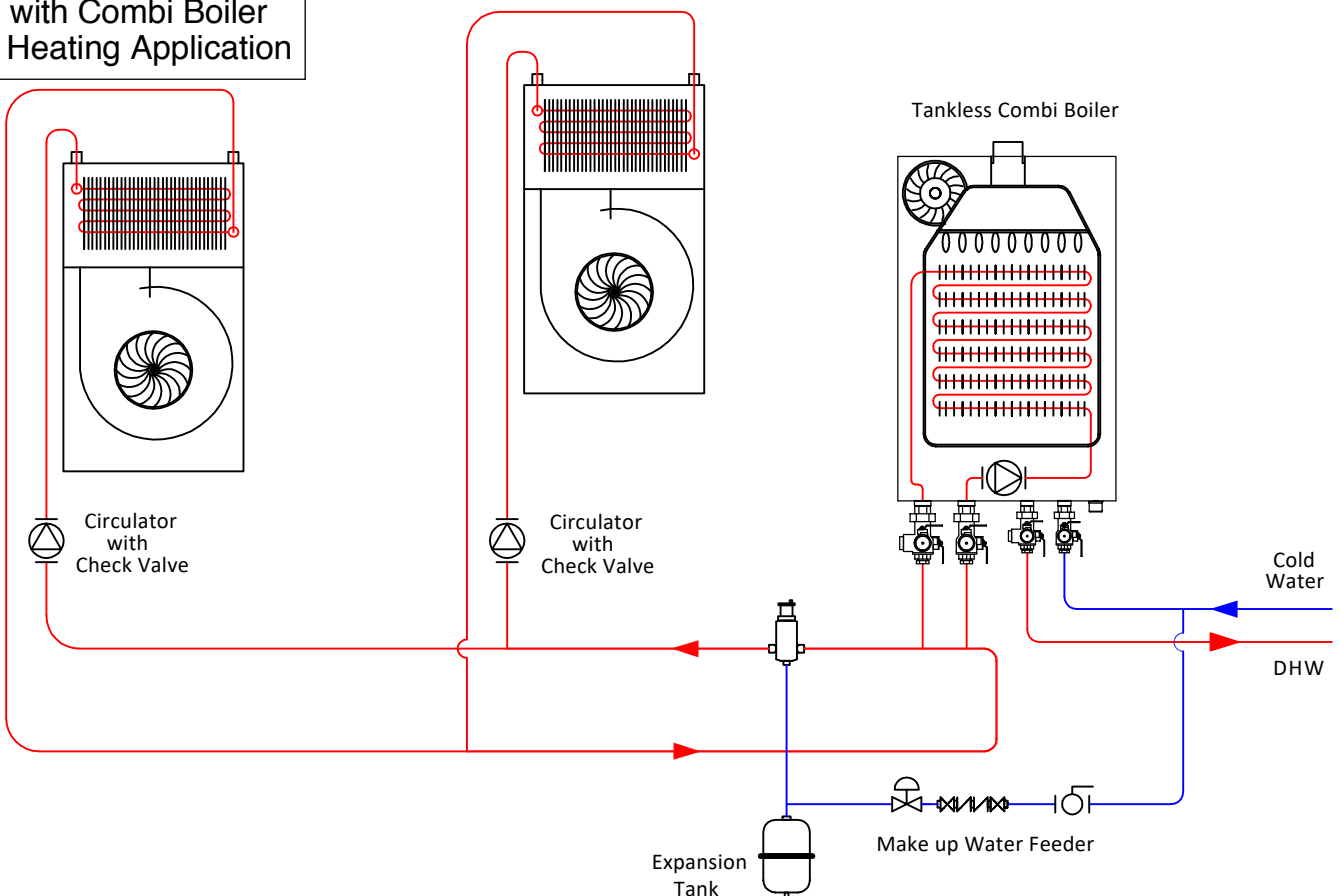 with Combi Boiler
Heating Application
Tankless Combi Boiler
Circulator
with
Check Valve
Circulator
with
Check Valve
Cold
Water
DHW
Make up Water Feeder
Expansion
Tank